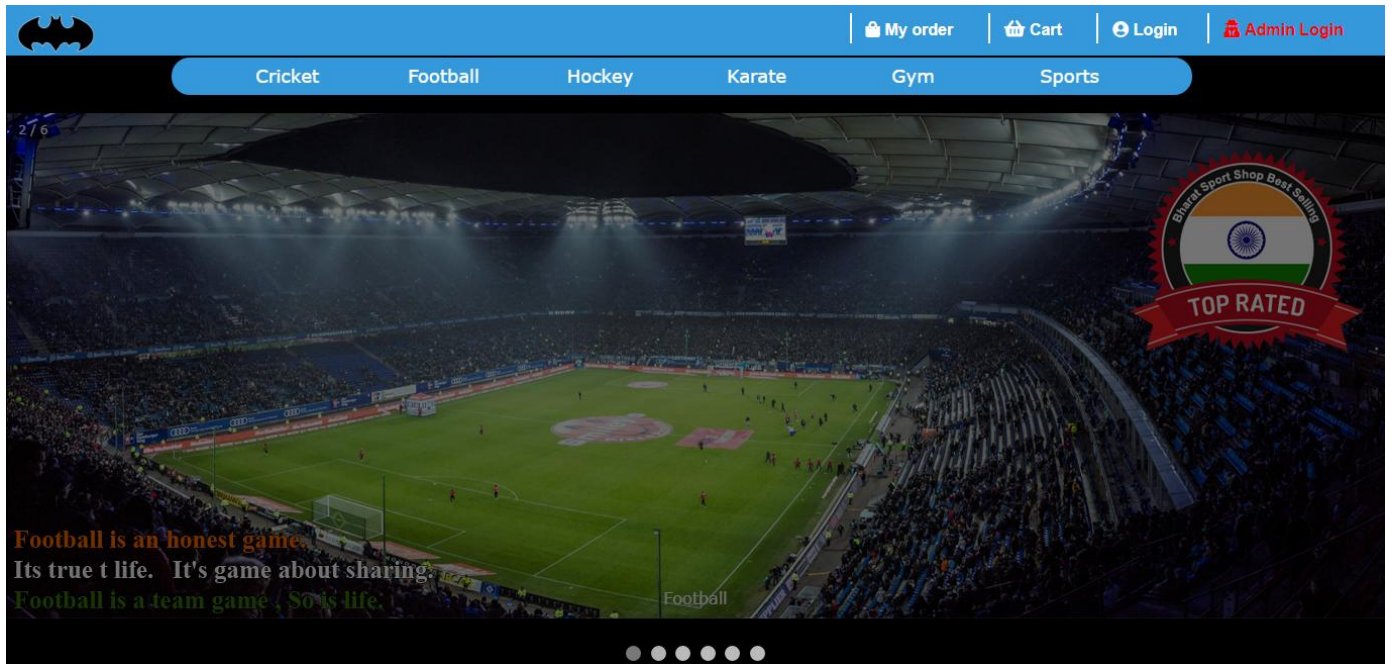 My order Cart Login Admin Login
Cricket Football Hockey Karate Gym Sports
2 / 6
Bharat Sport Shop Best Selling
TOP RATED
Football is an honest game.
Its true t life. It's game about sharing.
Football is a team game . So is life.
Football